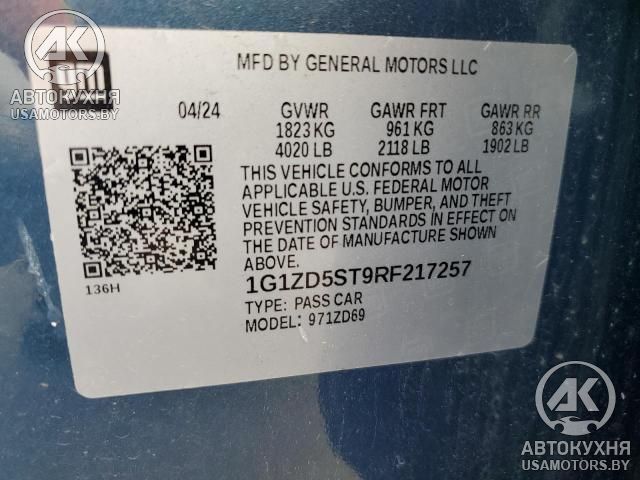 GM
MFD BY GENERAL MOTORS LLC
04/24 GVWR GAWR FRT GAWR RR
1823 KG 961 KG 863 KG
4020 LB 2118 LB 1902 LB
THIS VEHICLE CONFORMS TO ALL
APPLICABLE U.S. FEDERAL MOTOR
VEHICLE SAFETY, BUMPER, AND THEFT
PREVENTION STANDARDS IN EFFECT ON
THE DATE OF MANUFACTURE SHOWN
ABOVE.
136H
1G1ZD5ST9RF217257
TYPE: PASS CAR
MODEL: 971ZD69
АК
АВТОКУХНЯ
USAMOTORS.BY
АК
АВТОКУХНЯ
USAMOTORS.BY